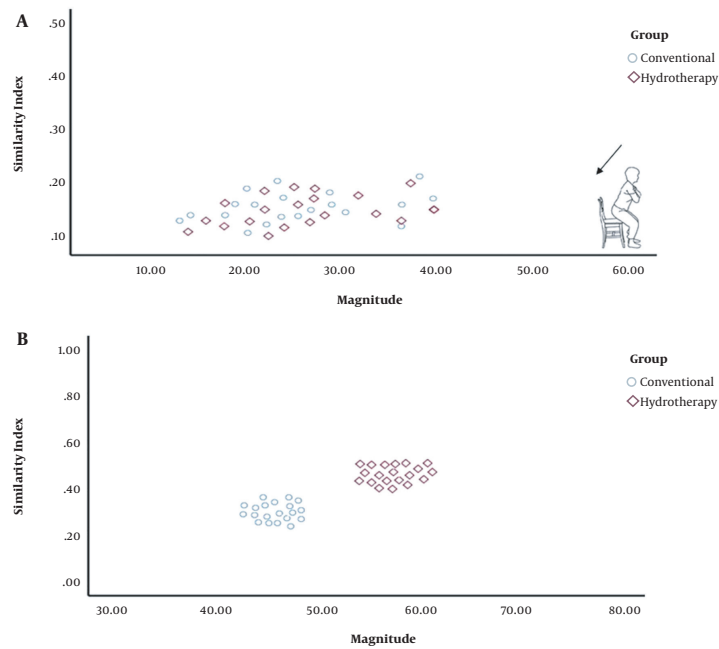 A
Similarity Index
.50
.40
.30
.20
.10
10.00 20.00 30.00 40.00 50.00 60.00
Magnitude
Group
Conventional
Hydrotherapy
B
Similarity Index
1.00
.80
.60
.40
.20
.00
30.00 40.00 50.00 60.00 70.00 80.00
Magnitude
Group
Conventional
Hydrotherapy